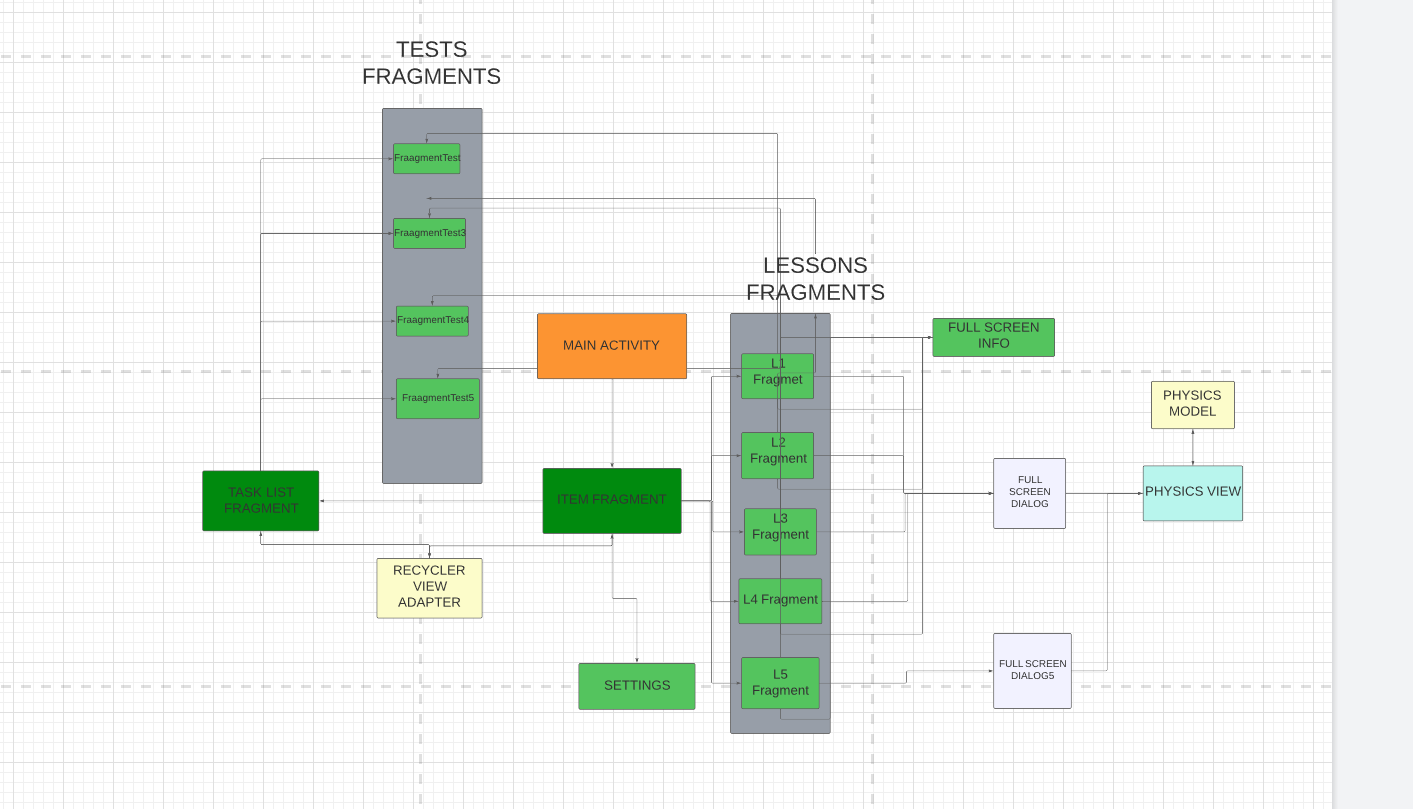 TESTS
FRAGMENTS
FraagmentTest
FraagmentTest3
FraagmentTest4
FraagmentTest5
LESSONS
FRAGMENTS
MAIN ACTIVITY
L1
Fragmet
L2
Fragment
L3
Fragment
L4 Fragment
L5
Fragment
FULL SCREEN
INFO
PHYSICS
MODEL
PHYSICS VIEW
FULL
SCREEN
DIALOG
FULL SCREEN
DIALOG5
TASK LIST
FRAGMENT
ITEM FRAGMENT
RECYCLER
VIEW
ADAPTER
SETTINGS